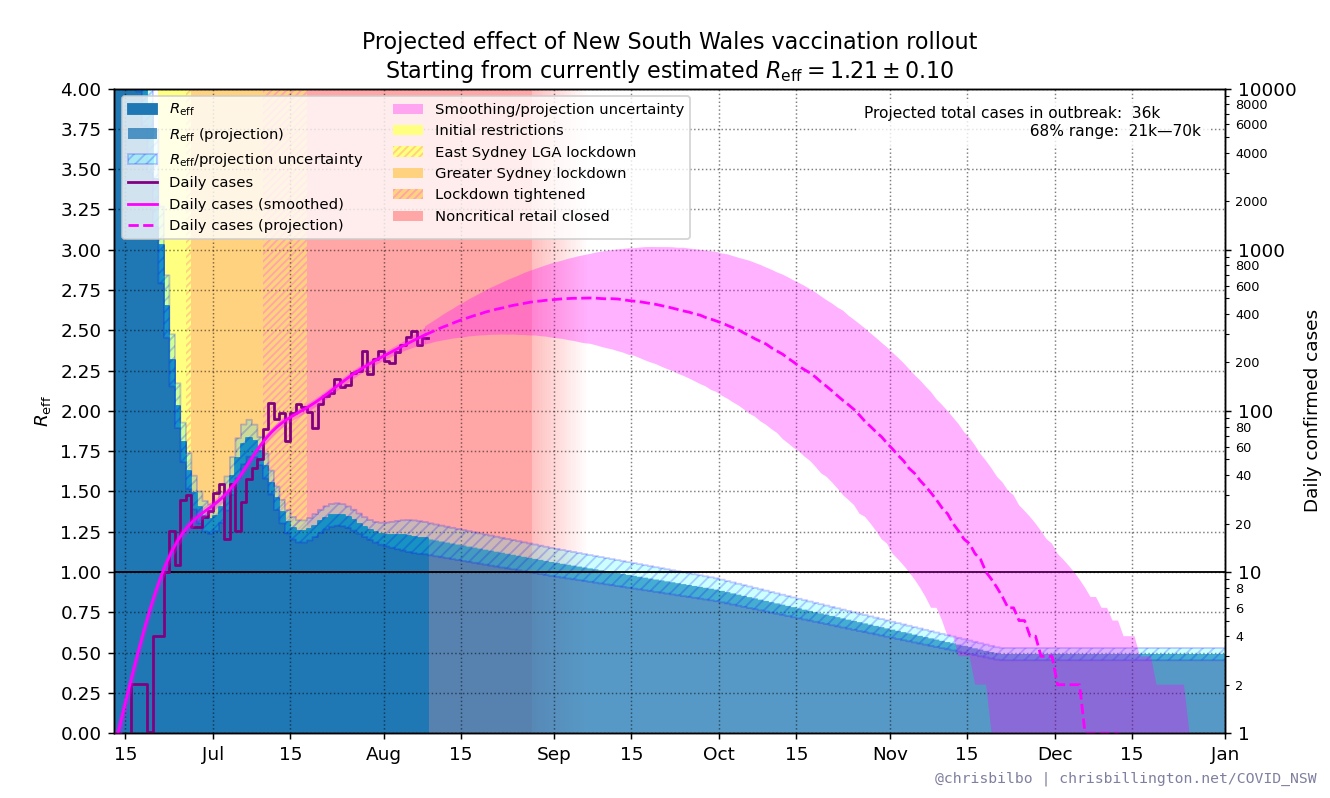 Projected effect of New South Wales vaccination rollout
Starting from currently estimated R_eff = 1.21 ± 0.10
R_eff
R_eff (projection)
R_eff/projection uncertainty
Daily cases
Daily cases (smoothed)
Daily cases (projection)
Smoothing/projection uncertainty
Initial restrictions
East Sydney LGA lockdown
Greater Sydney lockdown
Lockdown tightened
Noncritical retail closed
Projected total cases in outbreak: 36k
68% range: 21k—70k
4.00
3.75
3.50
3.25
3.00
2.75
2.50
2.25
2.00
1.75
1.50
1.25
1.00
0.75
0.50
0.25
0.00
R_eff
10000
8000
6000
4000
2000
1000
800
600
400
200
100
80
60
40
20
10
8
6
4
2
1
Daily confirmed cases
15 Jul 15 Aug 15 Sep 15 Oct 15 Nov 15 Dec 15 Jan
@chrisbilbo | chrisbillington.net/COVID_NSW